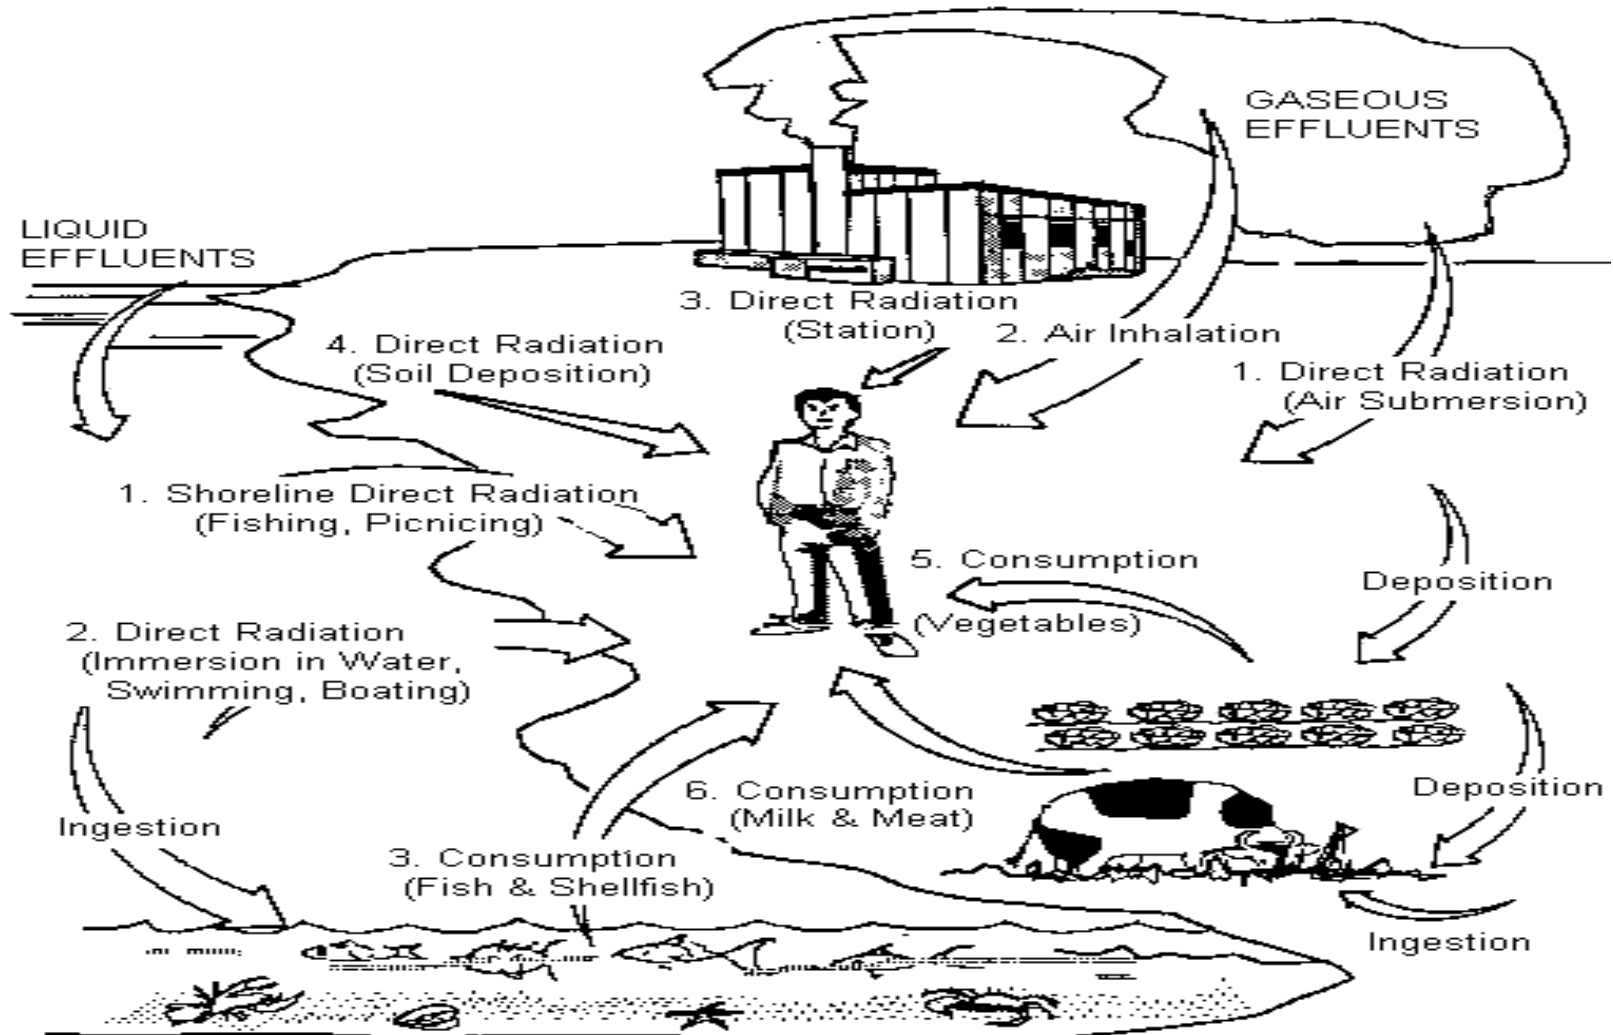 GASEOUS
EFFLUENTS
LIQUID
EFFLUENTS
3. Direct Radiation
(Station)
2. Air Inhalation
4. Direct Radiation
(Soil Deposition)
1. Direct Radiation
(Air Submersion)
1. Shoreline Direct Radiation
(Fishing, Picnicing)
5. Consumption
(Vegetables)
Deposition
2. Direct Radiation
(Immersion in Water,
Swimming, Boating)
Deposition
6. Consumption
(Milk & Meat)
Ingestion
3. Consumption
(Fish & Shellfish)
Ingestion